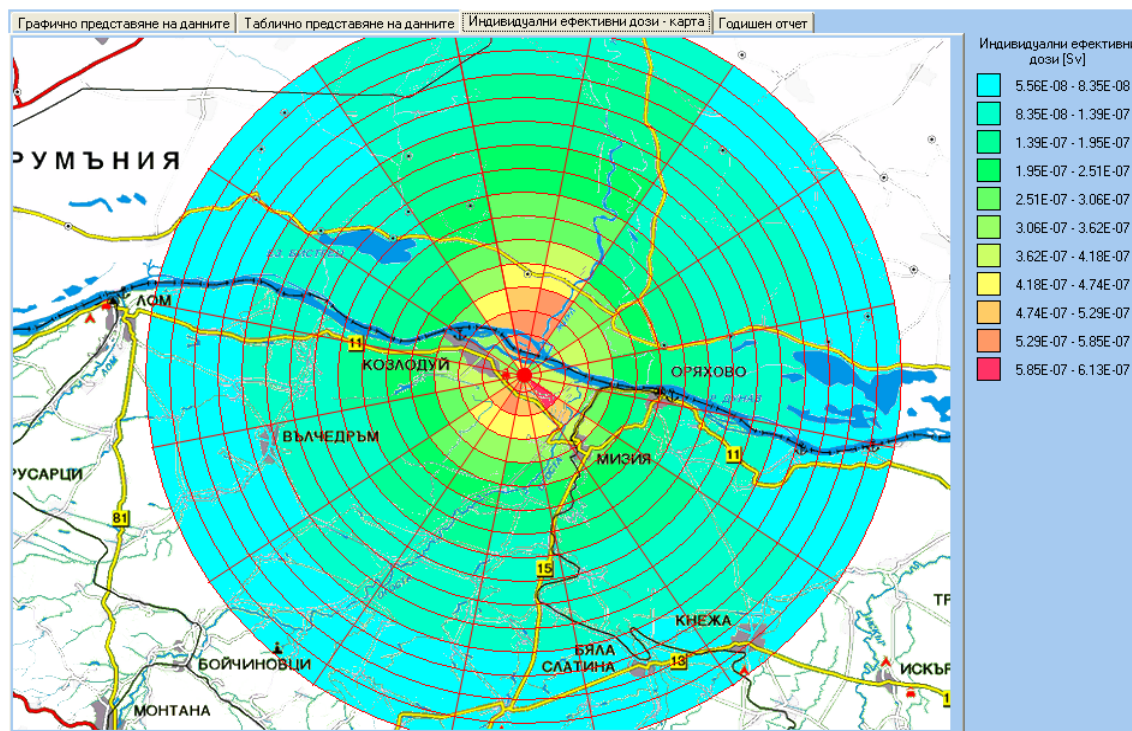 Графично представяне на данните
Таблично представяне на данните
Индивидуални ефективни дози - карта
Годишен отчет
Индивидуални ефективни
дози [Sv]
5.56E-08 - 8.35E-08
8.35E-08 - 1.39E-07
1.39E-07 - 1.95E-07
1.95E-07 - 2.51E-07
2.51E-07 - 3.06E-07
3.06E-07 - 3.62E-07
3.62E-07 - 4.18E-07
4.18E-07 - 4.74E-07
4.74E-07 - 5.29E-07
5.29E-07 - 5.85E-07
5.85E-07 - 6.13E-07
РУМЪНИЯ
ЕЗ. БИСТРЕЦ
ЛОМ
11
КОЗЛОДУЙ
ОРЯХОВО
Р. ДУНАВ
ВЪЛЧЕДРЪМ
МИЗИЯ
11
РУСАРЦИ
81
15
КНЕЖА
БЯЛА
СЛАТИНА
13
ТР
ИСКЪР
БОЙЧИНОВЦИ
МОНТАНА
ИСКЪР